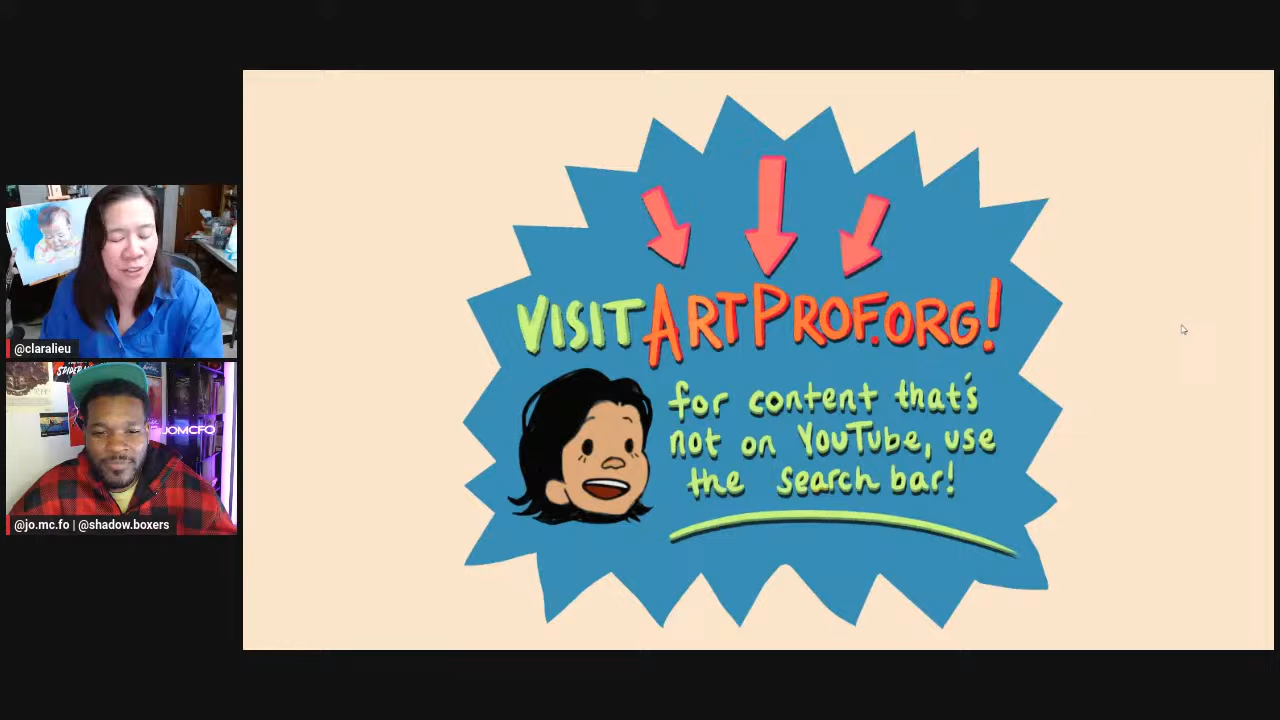 VISIT ARTPROF.ORG!
for content that's
not on YouTube, use
the search bar!
@claralieu
JOMCFO
@jo.mc.fo | @shadow.boxers